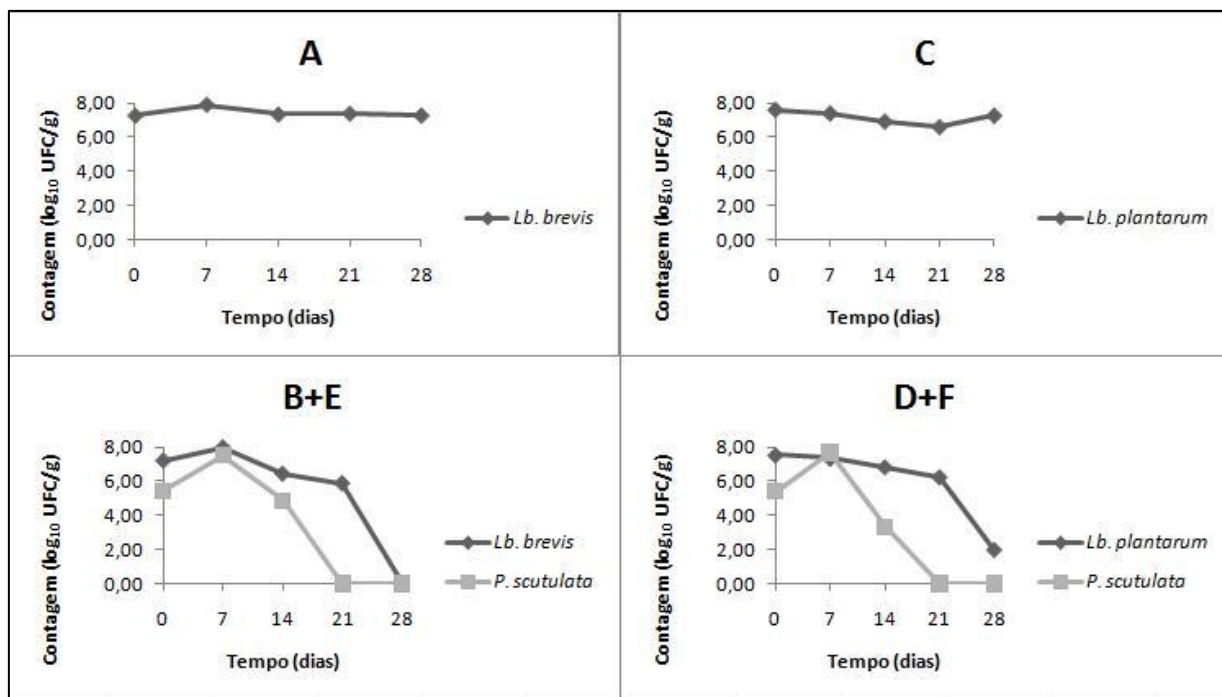 A
Contagem (log₁₀ UFC/g)
8,00
6,00
4,00
2,00
0,00
0 7 14 21 28
Tempo (dias)
Lb. brevis
C
Contagem (log₁₀ UFC/g)
8,00
6,00
4,00
2,00
0,00
0 7 14 21 28
Tempo (dias)
Lb. plantarum
B+E
Contagem (log₁₀ UFC/g)
8,00
6,00
4,00
2,00
0,00
0 7 14 21 28
Tempo (dias)
Lb. brevis
P. scutulata
D+F
Contagem (log₁₀ UFC/g)
8,00
6,00
4,00
2,00
0,00
0 7 14 21 28
Tempo (dias)
Lb. plantarum
P. scutulata